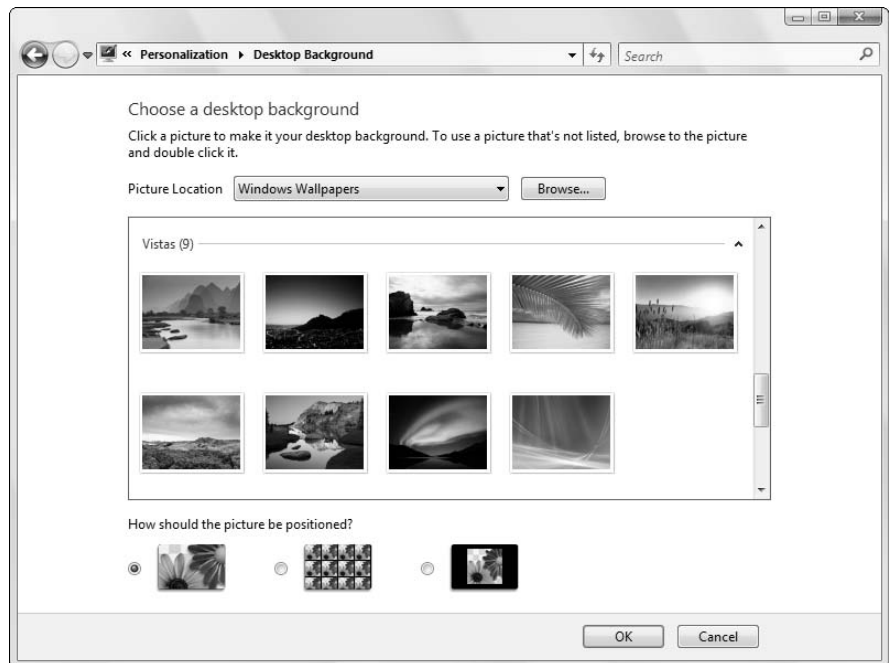 « Personalization ▸ Desktop Background
Search
Choose a desktop background
Click a picture to make it your desktop background. To use a picture that's not listed, browse to the picture
and double click it.
Picture Location Windows Wallpapers Browse...
Vistas (9)
How should the picture be positioned?
OK Cancel